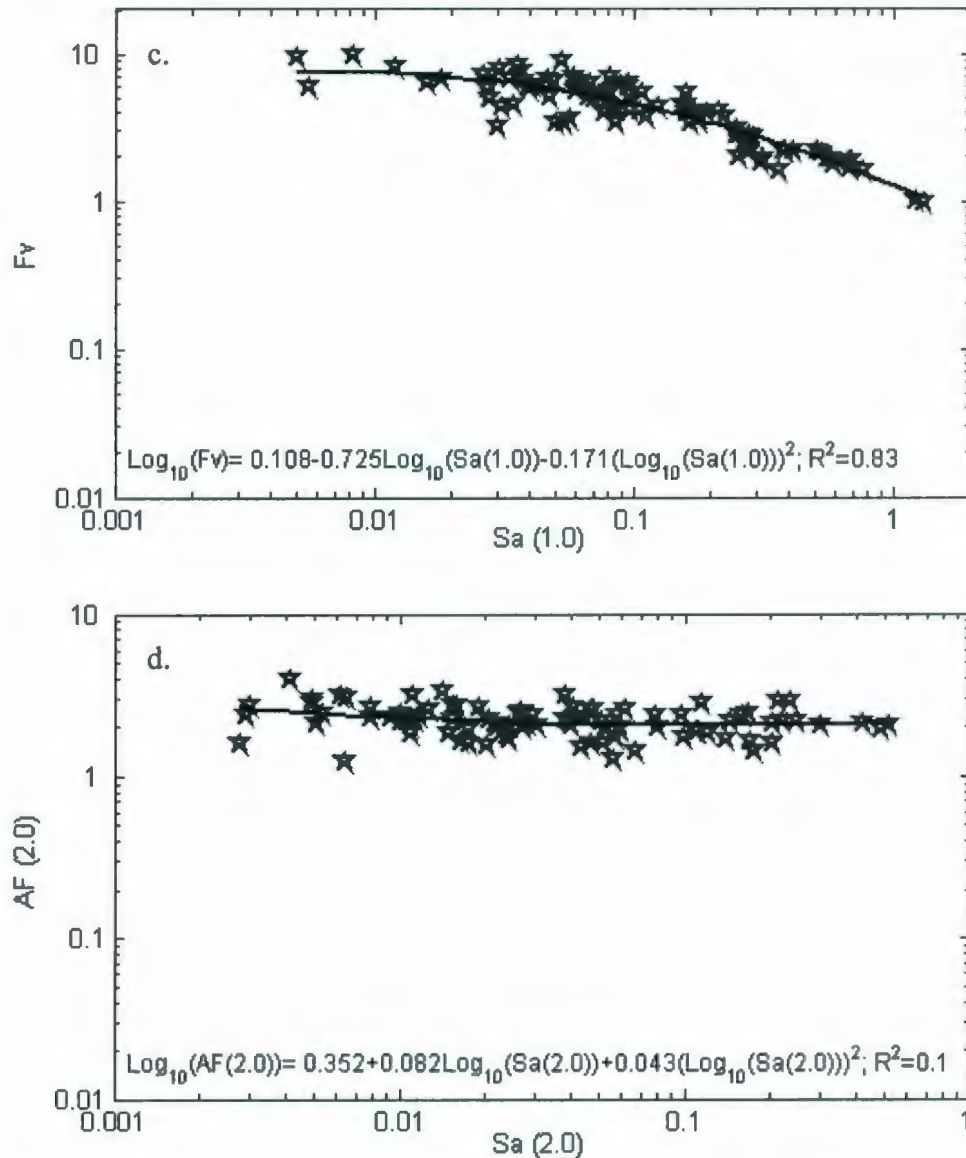 10
c.
1
Fv
0.1
Log10(Fv)= 0.108-0.725Log10(Sa(1.0))-0.171(Log10(Sa(1.0)))²; R²=0.83
0.01
0.001 0.01 0.1 1
Sa (1.0)
10
d.
1
AF (2.0)
0.1
Log10(AF(2.0))= 0.352+0.082Log10(Sa(2.0))+0.043(Log10(Sa(2.0)))²; R²=0.1
0.01
0.001 0.01 0.1 1
Sa (2.0)